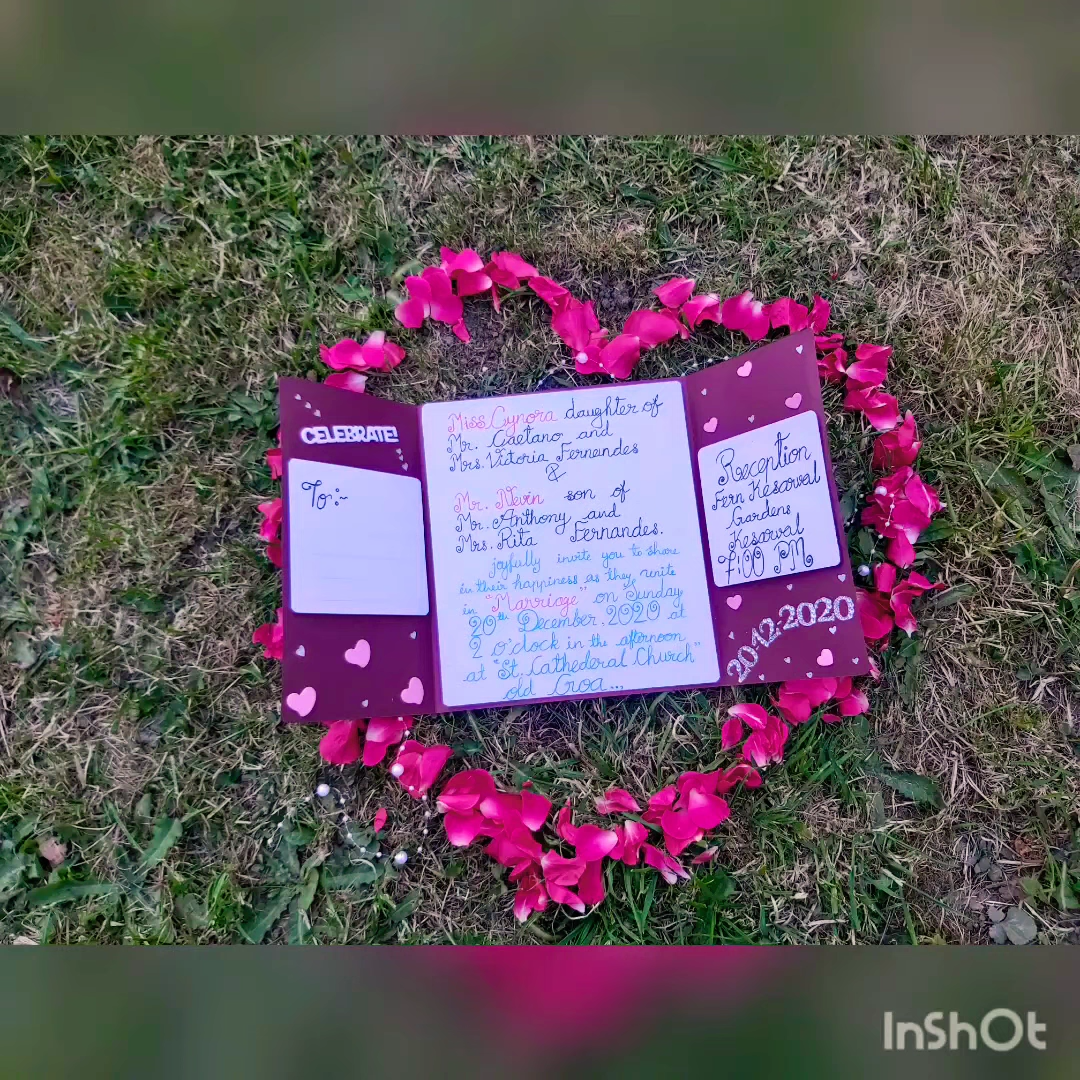 CELEBRATE!
To:~
Miss. Cynora daughter of
Mr. Caetano and
Mrs. Vitoria Fernandes
&
Mr. Nevin son of
Mr. Anthony and
Mrs. Rita Fernandes.
joyfully invite you to share
in their happiness as they unite
in "Marriage" on Sunday
20th December, 2020 at
2 o'clock in the afternoon
at "St. Cathederal Church"
old Goa...
Reception
Fern Kesarval
Gardens
Kesarval
7:00 PM
20-12-2020
InShOt